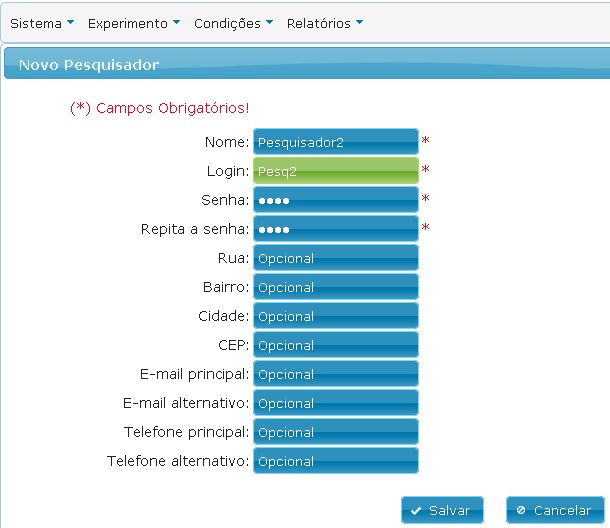 Sistema Experimento Condições Relatórios
Novo Pesquisador
(*) Campos Obrigatórios!
Nome: Pesquisador2 *
Login: Pesq2 *
Senha: •••• *
Repita a senha: •••• *
Rua: Opcional
Bairro: Opcional
Cidade: Opcional
CEP: Opcional
E-mail principal: Opcional
E-mail alternativo: Opcional
Telefone principal: Opcional
Telefone alternativo: Opcional
Salvar Cancelar